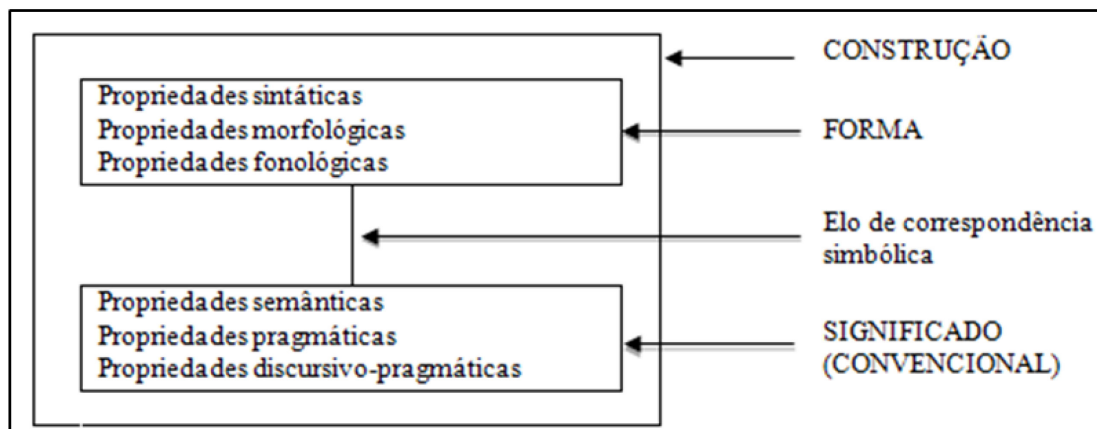 CONSTRUÇÃO
Propriedades sintáticas
Propriedades morfológicas
Propriedades fonológicas
FORMA
Elo de correspondência
simbólica
Propriedades semânticas
Propriedades pragmáticas
Propriedades discursivo-pragmáticas
SIGNIFICADO
(CONVENCIONAL)